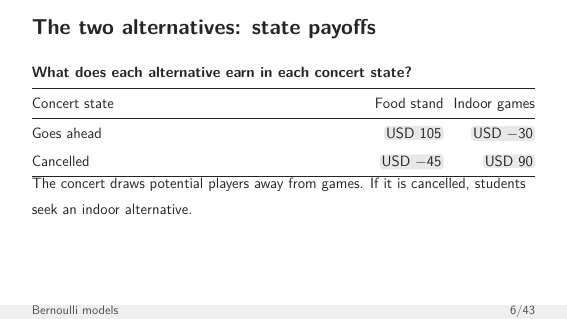 The two alternatives: state payoffs
What does each alternative earn in each concert state?
Concert state Food stand Indoor games
Goes ahead USD 105 USD −30
Cancelled USD −45 USD 90
The concert draws potential players away from games. If it is cancelled, students
seek an indoor alternative.
Bernoulli models 6/43